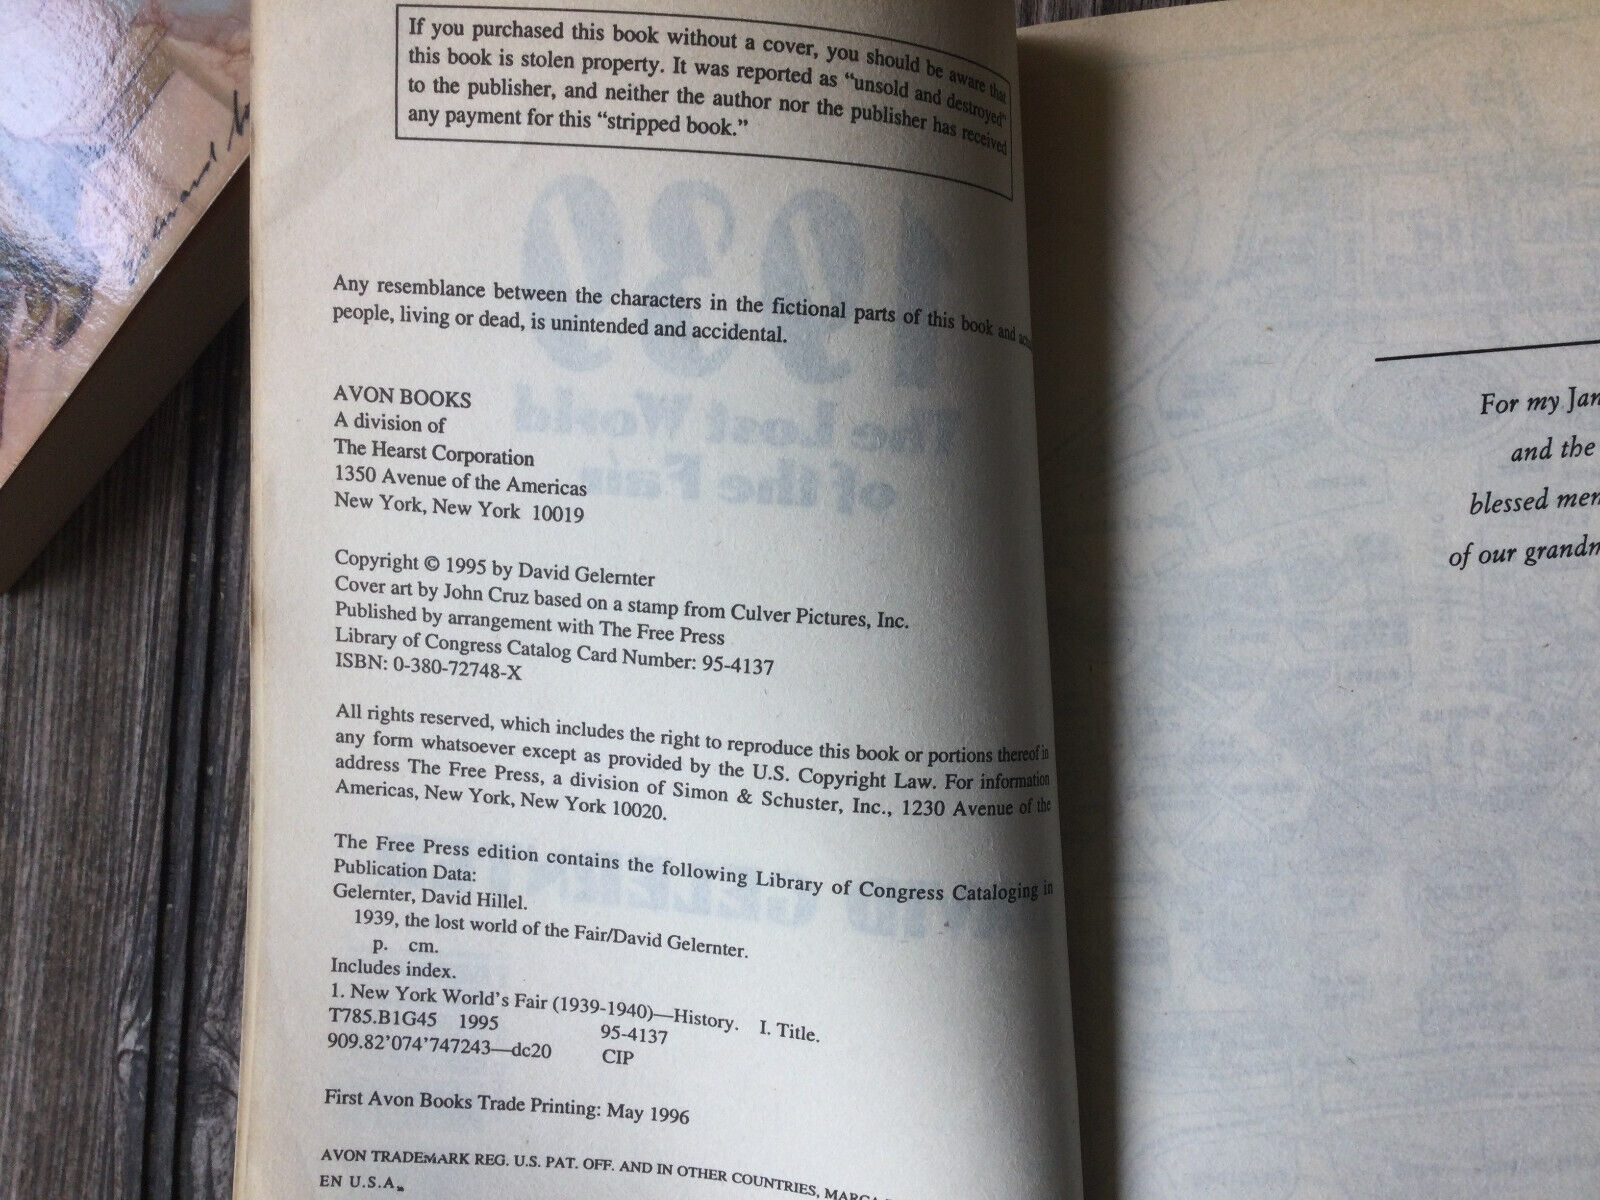 If you purchased this book without a cover, you should be aware that
this book is stolen property. It was reported as “unsold and destroyed”
to the publisher, and neither the author nor the publisher has received
any payment for this “stripped book.”
Any resemblance between the characters in the fictional parts of this book and
people, living or dead, is unintended and accidental.
AVON BOOKS
A division of
The Hearst Corporation
1350 Avenue of the Americas
New York, New York 10019
Copyright © 1995 by David Gelernter
Cover art by John Cruz based on a stamp from Culver Pictures, Inc.
Published by arrangement with The Free Press
Library of Congress Catalog Card Number: 95-4137
ISBN: 0-380-72748-X
All rights reserved, which includes the right to reproduce this book or portions thereof in
any form whatsoever except as provided by the U.S. Copyright Law. For information
address The Free Press, a division of Simon & Schuster, Inc., 1230 Avenue of the
Americas, New York, New York 10020.
The Free Press edition contains the following Library of Congress Cataloging in
Publication Data:
Gelernter, David Hillel.
1939, the lost world of the Fair/David Gelernter.
p. cm.
Includes index.
1. New York World's Fair (1939-1940)—History. I. Title.
T785.B1G45 1995 95-4137
909.82'074'747243—dc20 CIP
First Avon Books Trade Printing: May 1996
AVON TRADEMARK REG. U.S. PAT. OFF. AND IN OTHER COUNTRIES, MARCA
EN U.S.A.
For my
and the
blessed
of our
1939
The Lost World
of the Fair